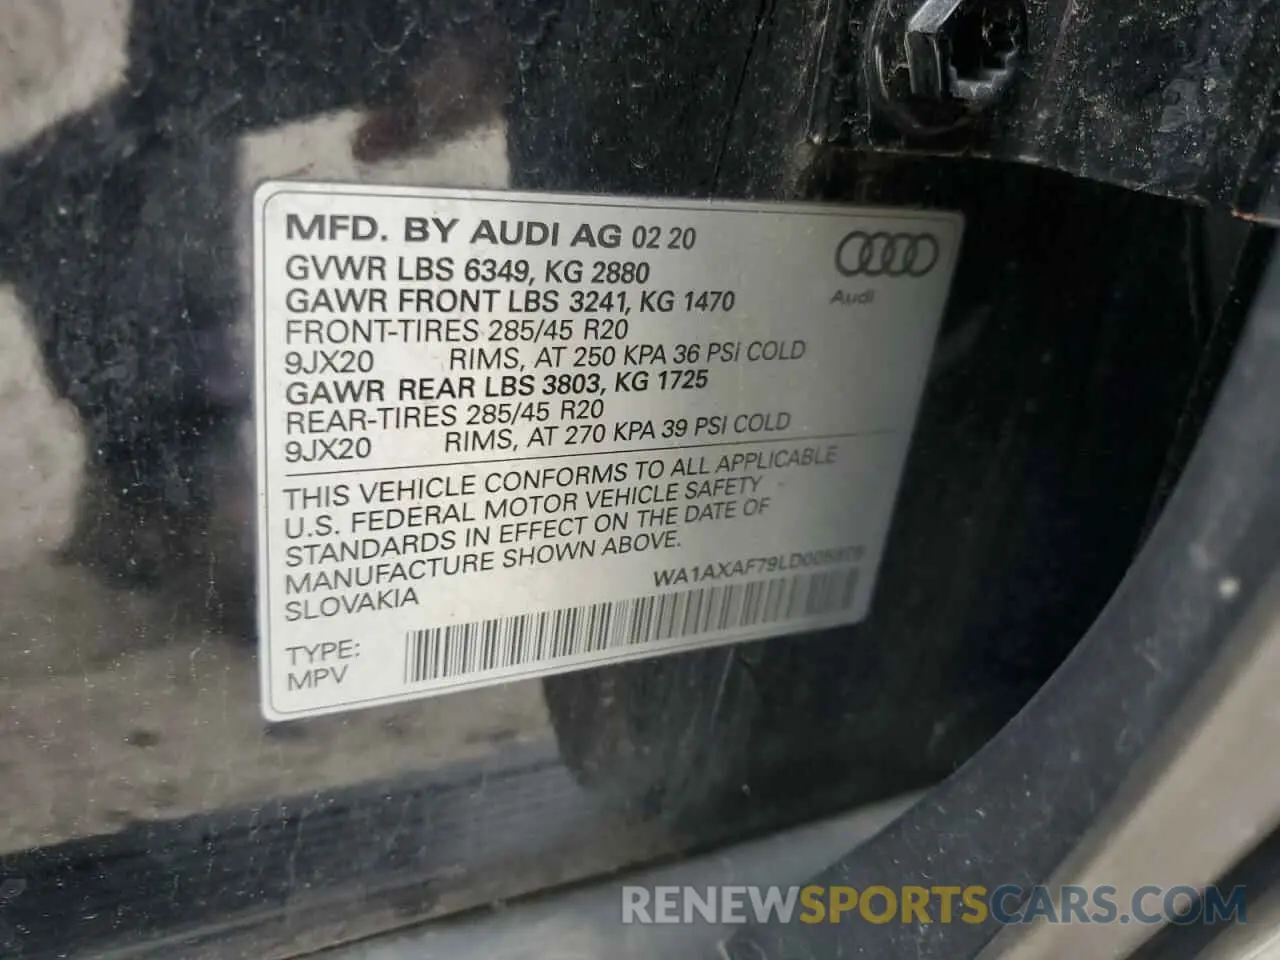 MFD. BY AUDI AG 02 20
GVWR LBS 6349, KG 2880
GAWR FRONT LBS 3241, KG 1470
FRONT-TIRES 285/45 R20
9JX20 RIMS, AT 250 KPA 36 PSI COLD
GAWR REAR LBS 3803, KG 1725
REAR-TIRES 285/45 R20
9JX20 RIMS, AT 270 KPA 39 PSI COLD
Audi
THIS VEHICLE CONFORMS TO ALL APPLICABLE
U.S. FEDERAL MOTOR VEHICLE SAFETY
STANDARDS IN EFFECT ON THE DATE OF
MANUFACTURE SHOWN ABOVE.
SLOVAKIA
TYPE:
MPV
RENEWSPORTSCARS.COM